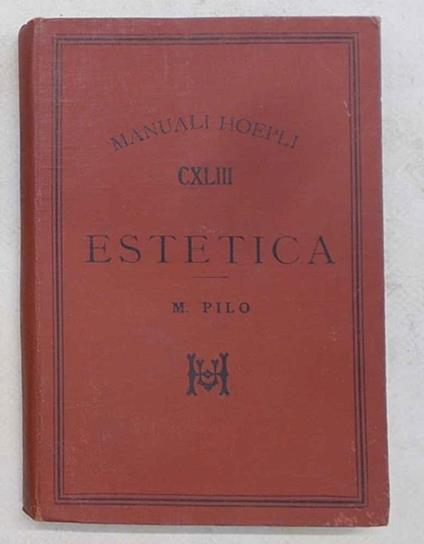 MANUALI HOEPLI
CXLIII
ESTETICA
M. PILO